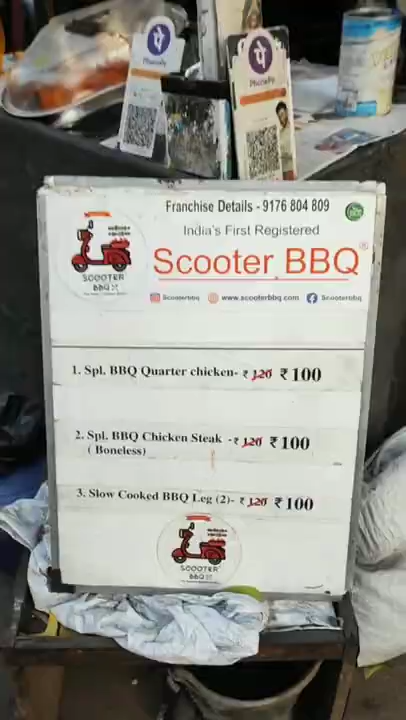 PhonePe
PhonePe
Franchise Details - 9176 804 809
India's First Registered
Scooter BBQ®
SCOOTER
BBQ
Scooterbbq www.scooterbbq.com Scooterbbq
1. Spl. BBQ Quarter chicken- ₹ 120 ₹ 100
2. Spl. BBQ Chicken Steak - ₹ 120 ₹ 100
( Boneless)
3. Slow Cooked BBQ Leg (2)- ₹ 120 ₹ 100
SCOOTER
BBQ